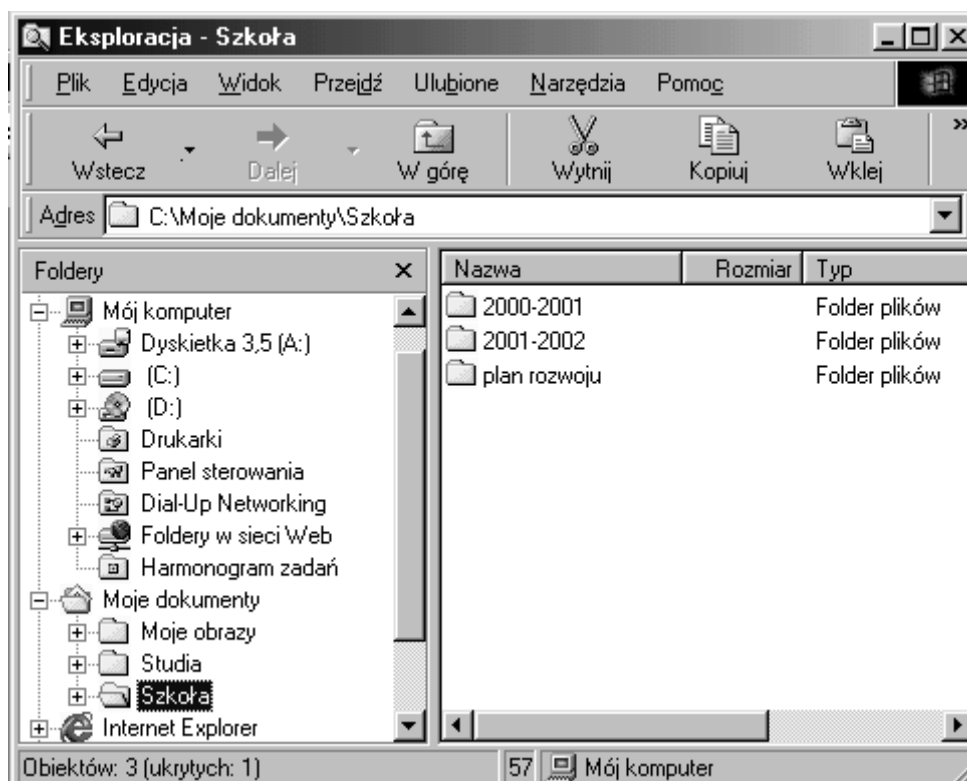 Eksploracja - Szkoła
Plik Edycja Widok Przejdź Ulubione Narzędzia Pomoc
Wstecz Dalej W górę Wytnij Kopiuj Wklej »
Adres C:\Moje dokumenty\Szkoła
Foldery
Mój komputer
Dyskietka 3,5 (A:)
(C:)
(D:)
Drukarki
Panel sterowania
Dial-Up Networking
Foldery w sieci Web
Harmonogram zadań
Moje dokumenty
Moje obrazy
Studia
Szkoła
Internet Explorer
Nazwa Rozmiar Typ
2000-2001 Folder plików
2001-2002 Folder plików
plan rozwoju Folder plików
Obiektów: 3 (ukrytych: 1) 57 Mój komputer